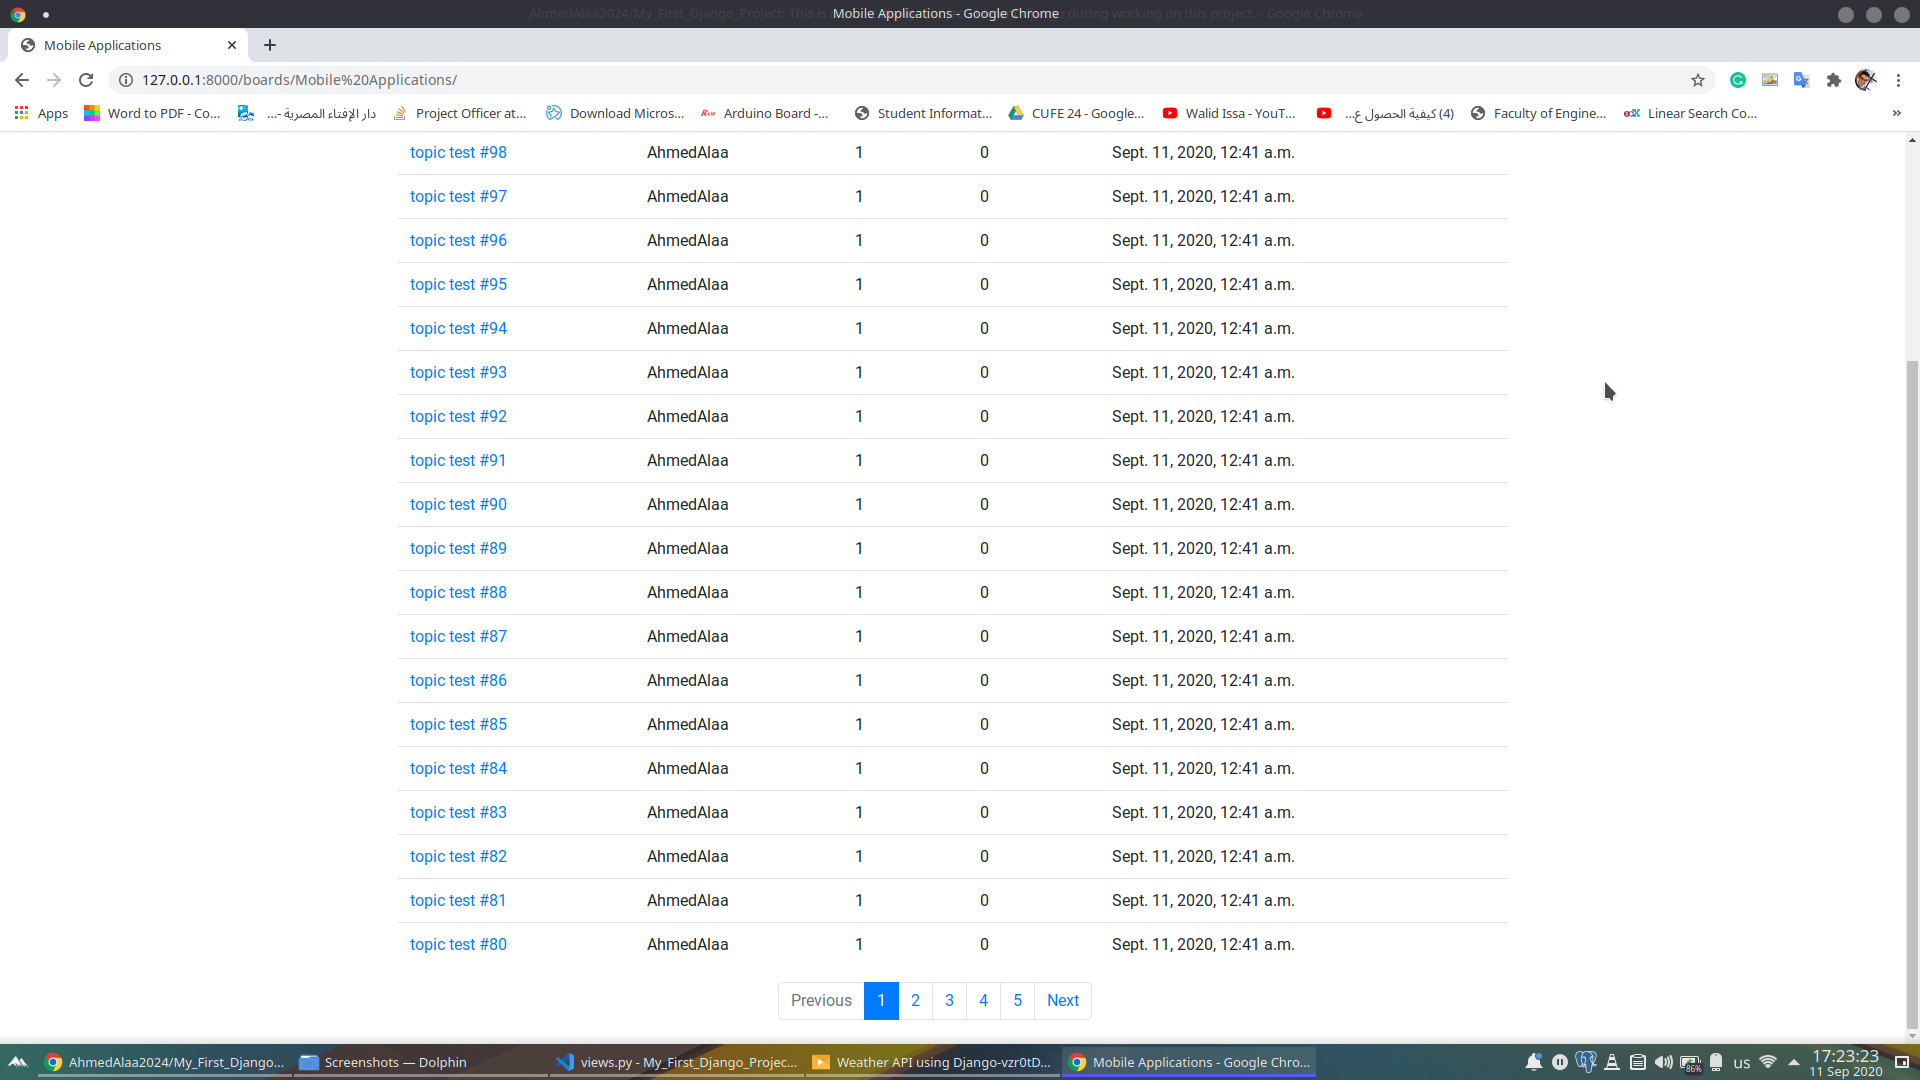 Mobile Applications - Google Chrome
Mobile Applications
127.0.0.1:8000/boards/Mobile%20Applications/
Apps Word to PDF - Co... دار الإفتاء المصرية -... Project Officer at... Download Micros... Arduino Board -... Student Informat... CUFE 24 - Google... Walid Issa - YouT... (4) كيفية الحصول ع... Faculty of Engine... Linear Search Co... »
topic test #98 AhmedAlaa 1 0 Sept. 11, 2020, 12:41 a.m.
topic test #97 AhmedAlaa 1 0 Sept. 11, 2020, 12:41 a.m.
topic test #96 AhmedAlaa 1 0 Sept. 11, 2020, 12:41 a.m.
topic test #95 AhmedAlaa 1 0 Sept. 11, 2020, 12:41 a.m.
topic test #94 AhmedAlaa 1 0 Sept. 11, 2020, 12:41 a.m.
topic test #93 AhmedAlaa 1 0 Sept. 11, 2020, 12:41 a.m.
topic test #92 AhmedAlaa 1 0 Sept. 11, 2020, 12:41 a.m.
topic test #91 AhmedAlaa 1 0 Sept. 11, 2020, 12:41 a.m.
topic test #90 AhmedAlaa 1 0 Sept. 11, 2020, 12:41 a.m.
topic test #89 AhmedAlaa 1 0 Sept. 11, 2020, 12:41 a.m.
topic test #88 AhmedAlaa 1 0 Sept. 11, 2020, 12:41 a.m.
topic test #87 AhmedAlaa 1 0 Sept. 11, 2020, 12:41 a.m.
topic test #86 AhmedAlaa 1 0 Sept. 11, 2020, 12:41 a.m.
topic test #85 AhmedAlaa 1 0 Sept. 11, 2020, 12:41 a.m.
topic test #84 AhmedAlaa 1 0 Sept. 11, 2020, 12:41 a.m.
topic test #83 AhmedAlaa 1 0 Sept. 11, 2020, 12:41 a.m.
topic test #82 AhmedAlaa 1 0 Sept. 11, 2020, 12:41 a.m.
topic test #81 AhmedAlaa 1 0 Sept. 11, 2020, 12:41 a.m.
topic test #80 AhmedAlaa 1 0 Sept. 11, 2020, 12:41 a.m.
Previous 1 2 3 4 5 Next
AhmedAlaa2024/My_First_Django... Screenshots — Dolphin views.py - My_First_Django_Projec... Weather API using Django-vzr0tD... Mobile Applications - Google Chro... 86% us 17:23:23
11 Sep 2020